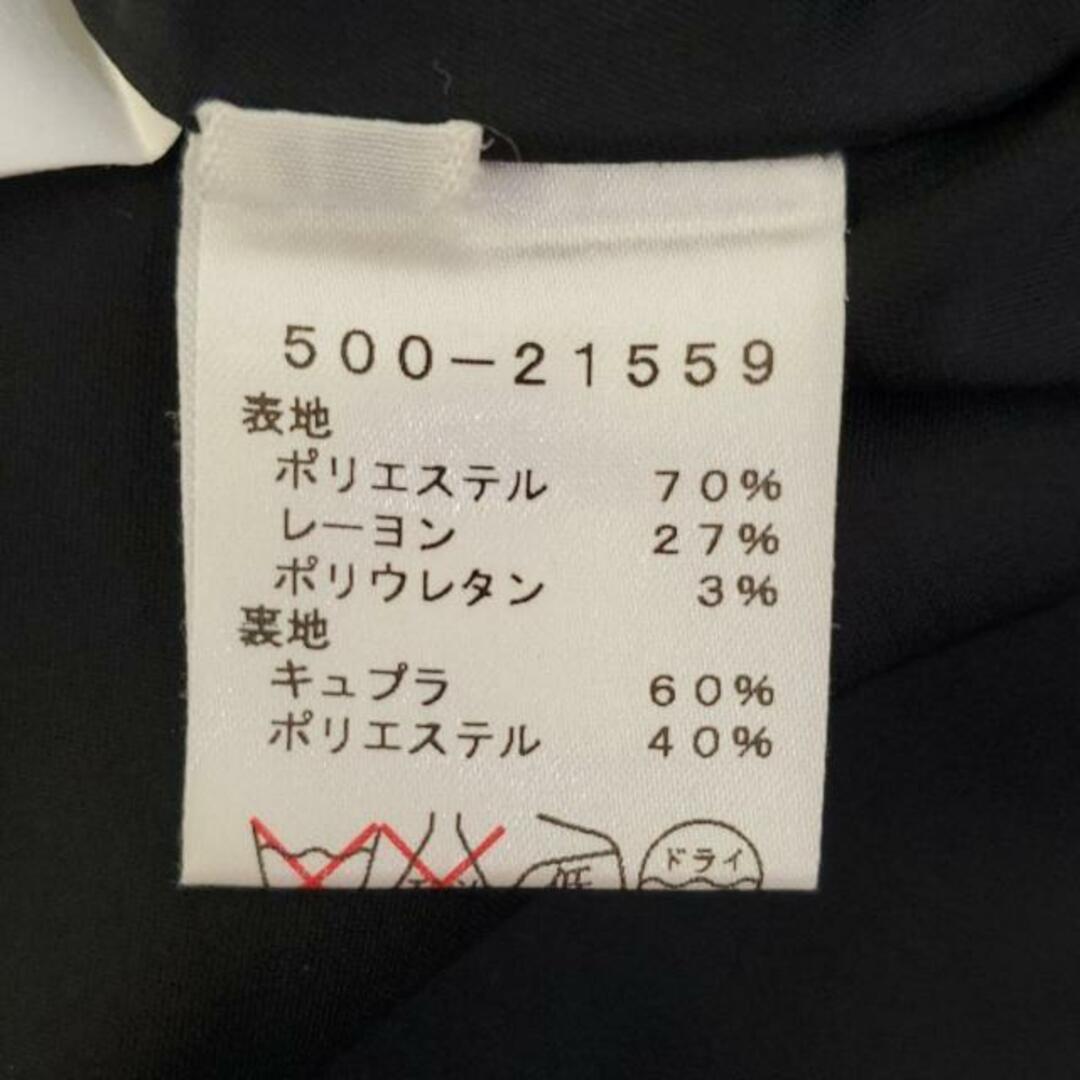 500-21559
表地
ポリエステル 70%
レーヨン 27%
ポリウレタン 3%
裏地
キュプラ 60%
ポリエステル 40%
ドライ